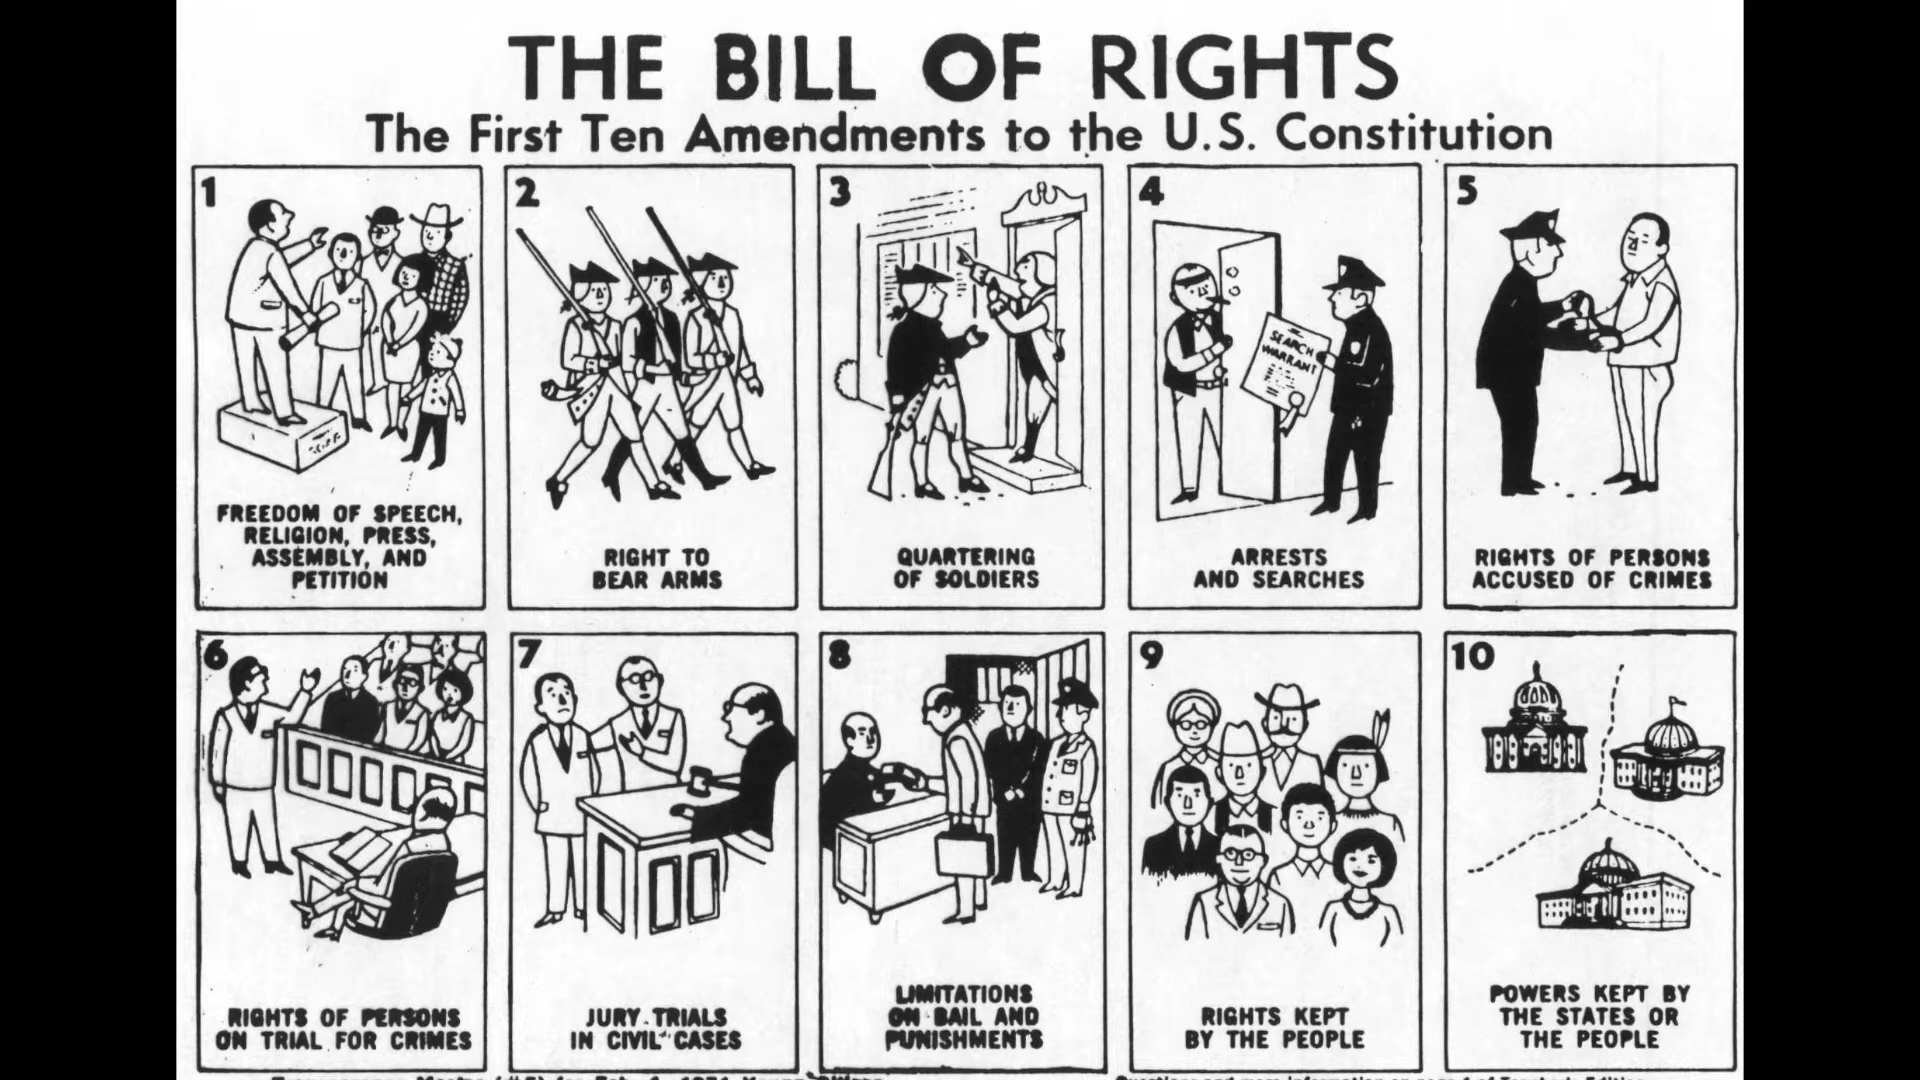 THE BILL OF RIGHTS
The First Ten Amendments to the U.S. Constitution
1
FREEDOM OF SPEECH,
RELIGION, PRESS,
ASSEMBLY, AND
PETITION
2
RIGHT TO
BEAR ARMS
3
QUARTERING
OF SOLDIERS
4
SEARCH
WARRANT
ARRESTS
AND SEARCHES
5
RIGHTS OF PERSONS
ACCUSED OF CRIMES
6
RIGHTS OF PERSONS
ON TRIAL FOR CRIMES
7
JURY TRIALS
IN CIVIL CASES
8
LIMITATIONS
ON BAIL AND
PUNISHMENTS
9
RIGHTS KEPT
BY THE PEOPLE
10
POWERS KEPT BY
THE STATES OR
THE PEOPLE